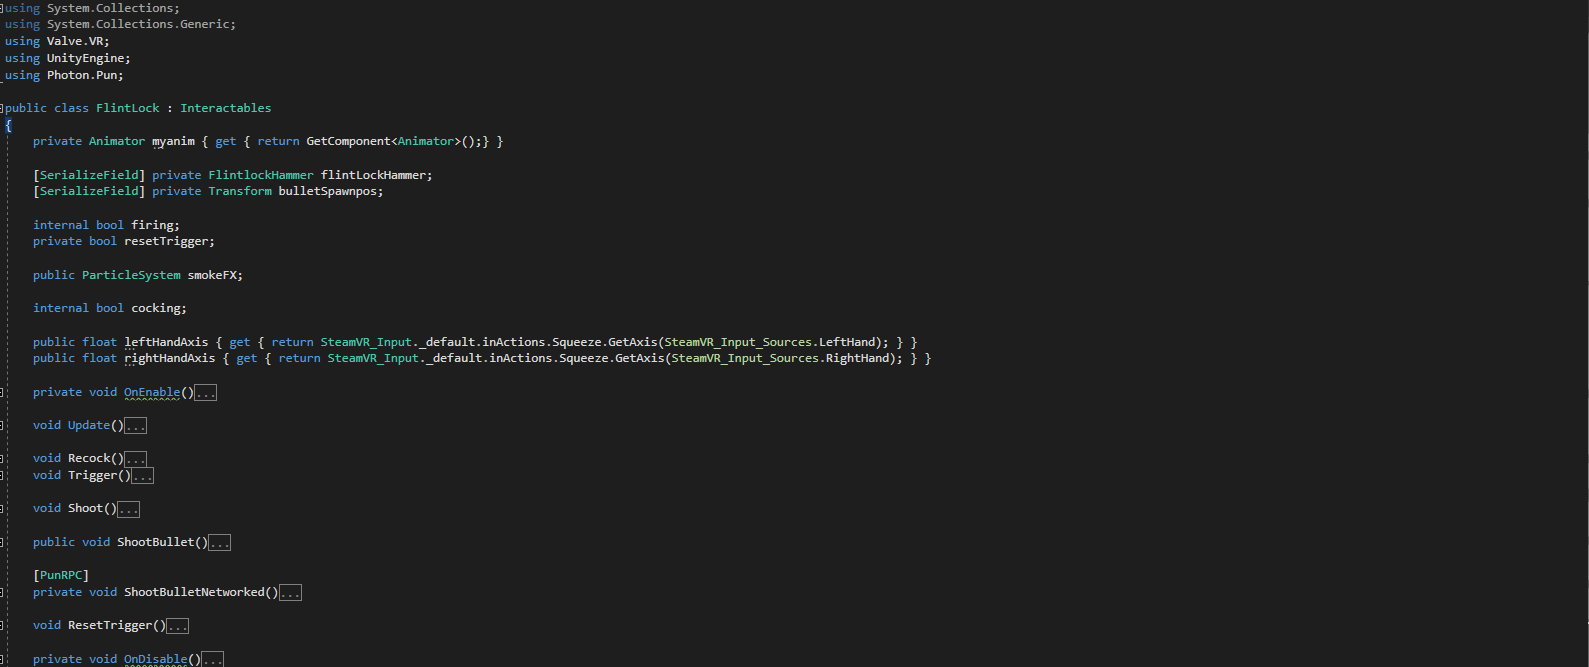 using System.Collections;
using System.Collections.Generic;
using Valve.VR;
using UnityEngine;
using Photon.Pun;
public class FlintLock : Interactables
{
private Animator myanim { get { return GetComponent<Animator>();} }
[SerializeField] private FlintlockHammer flintLockHammer;
[SerializeField] private Transform bulletSpawnpos;
internal bool firing;
private bool resetTrigger;
public ParticleSystem smokeFX;
internal bool cocking;
public float leftHandAxis { get { return SteamVR_Input._default.inActions.Squeeze.GetAxis(SteamVR_Input_Sources.LeftHand); } }
public float rightHandAxis { get { return SteamVR_Input._default.inActions.Squeeze.GetAxis(SteamVR_Input_Sources.RightHand); } }
private void OnEnable()...
void Update()...
void Recock()...
void Trigger()...
void Shoot()...
public void ShootBullet()...
[PunRPC]
private void ShootBulletNetworked()...
void ResetTrigger()...
private void OnDisable()...